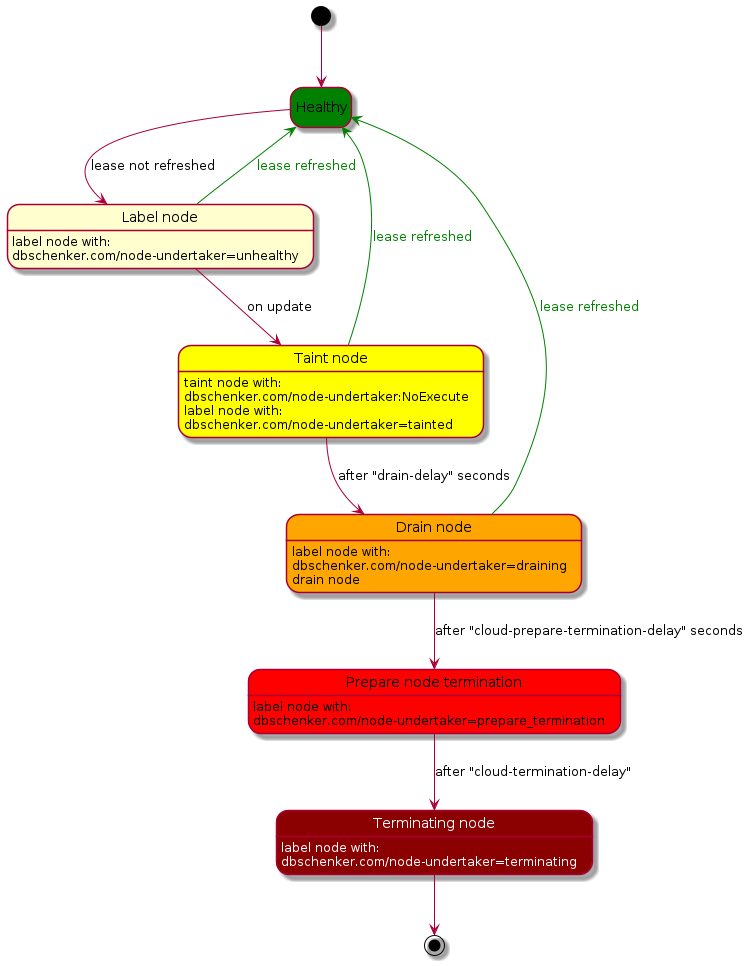 Healthy
lease not refreshed
lease refreshed
Label node
label node with:
dbschenker.com/node-undertaker=unhealthy
lease refreshed
on update
lease refreshed
Taint node
taint node with:
dbschenker.com/node-undertaker:NoExecute
label node with:
dbschenker.com/node-undertaker=tainted
after "drain-delay" seconds
Drain node
label node with:
dbschenker.com/node-undertaker=draining
drain node
after "cloud-prepare-termination-delay" seconds
Prepare node termination
label node with:
dbschenker.com/node-undertaker=prepare_termination
after "cloud-termination-delay"
Terminating node
label node with:
dbschenker.com/node-undertaker=terminating